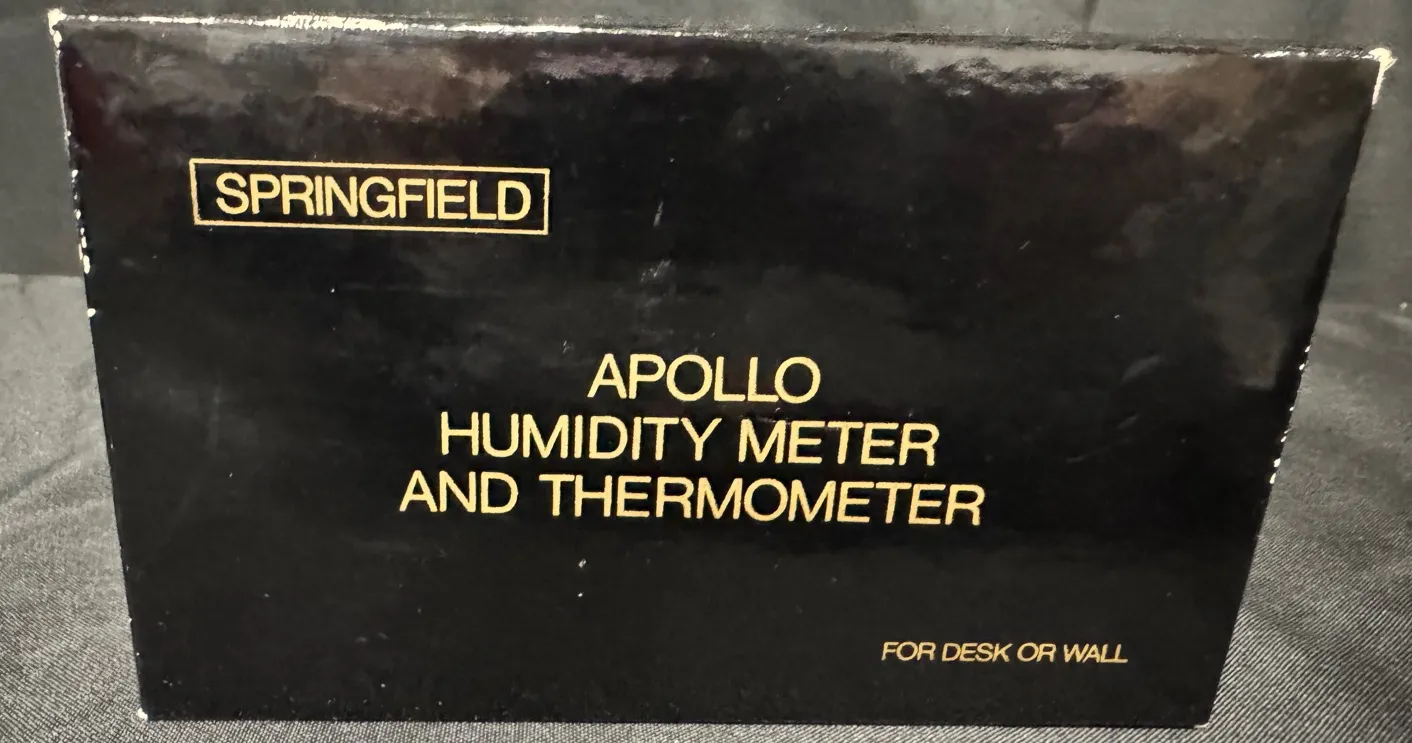 SPRINGFIELD
APOLLO
HUMIDITY METER
AND THERMOMETER
FOR DESK OR WALL